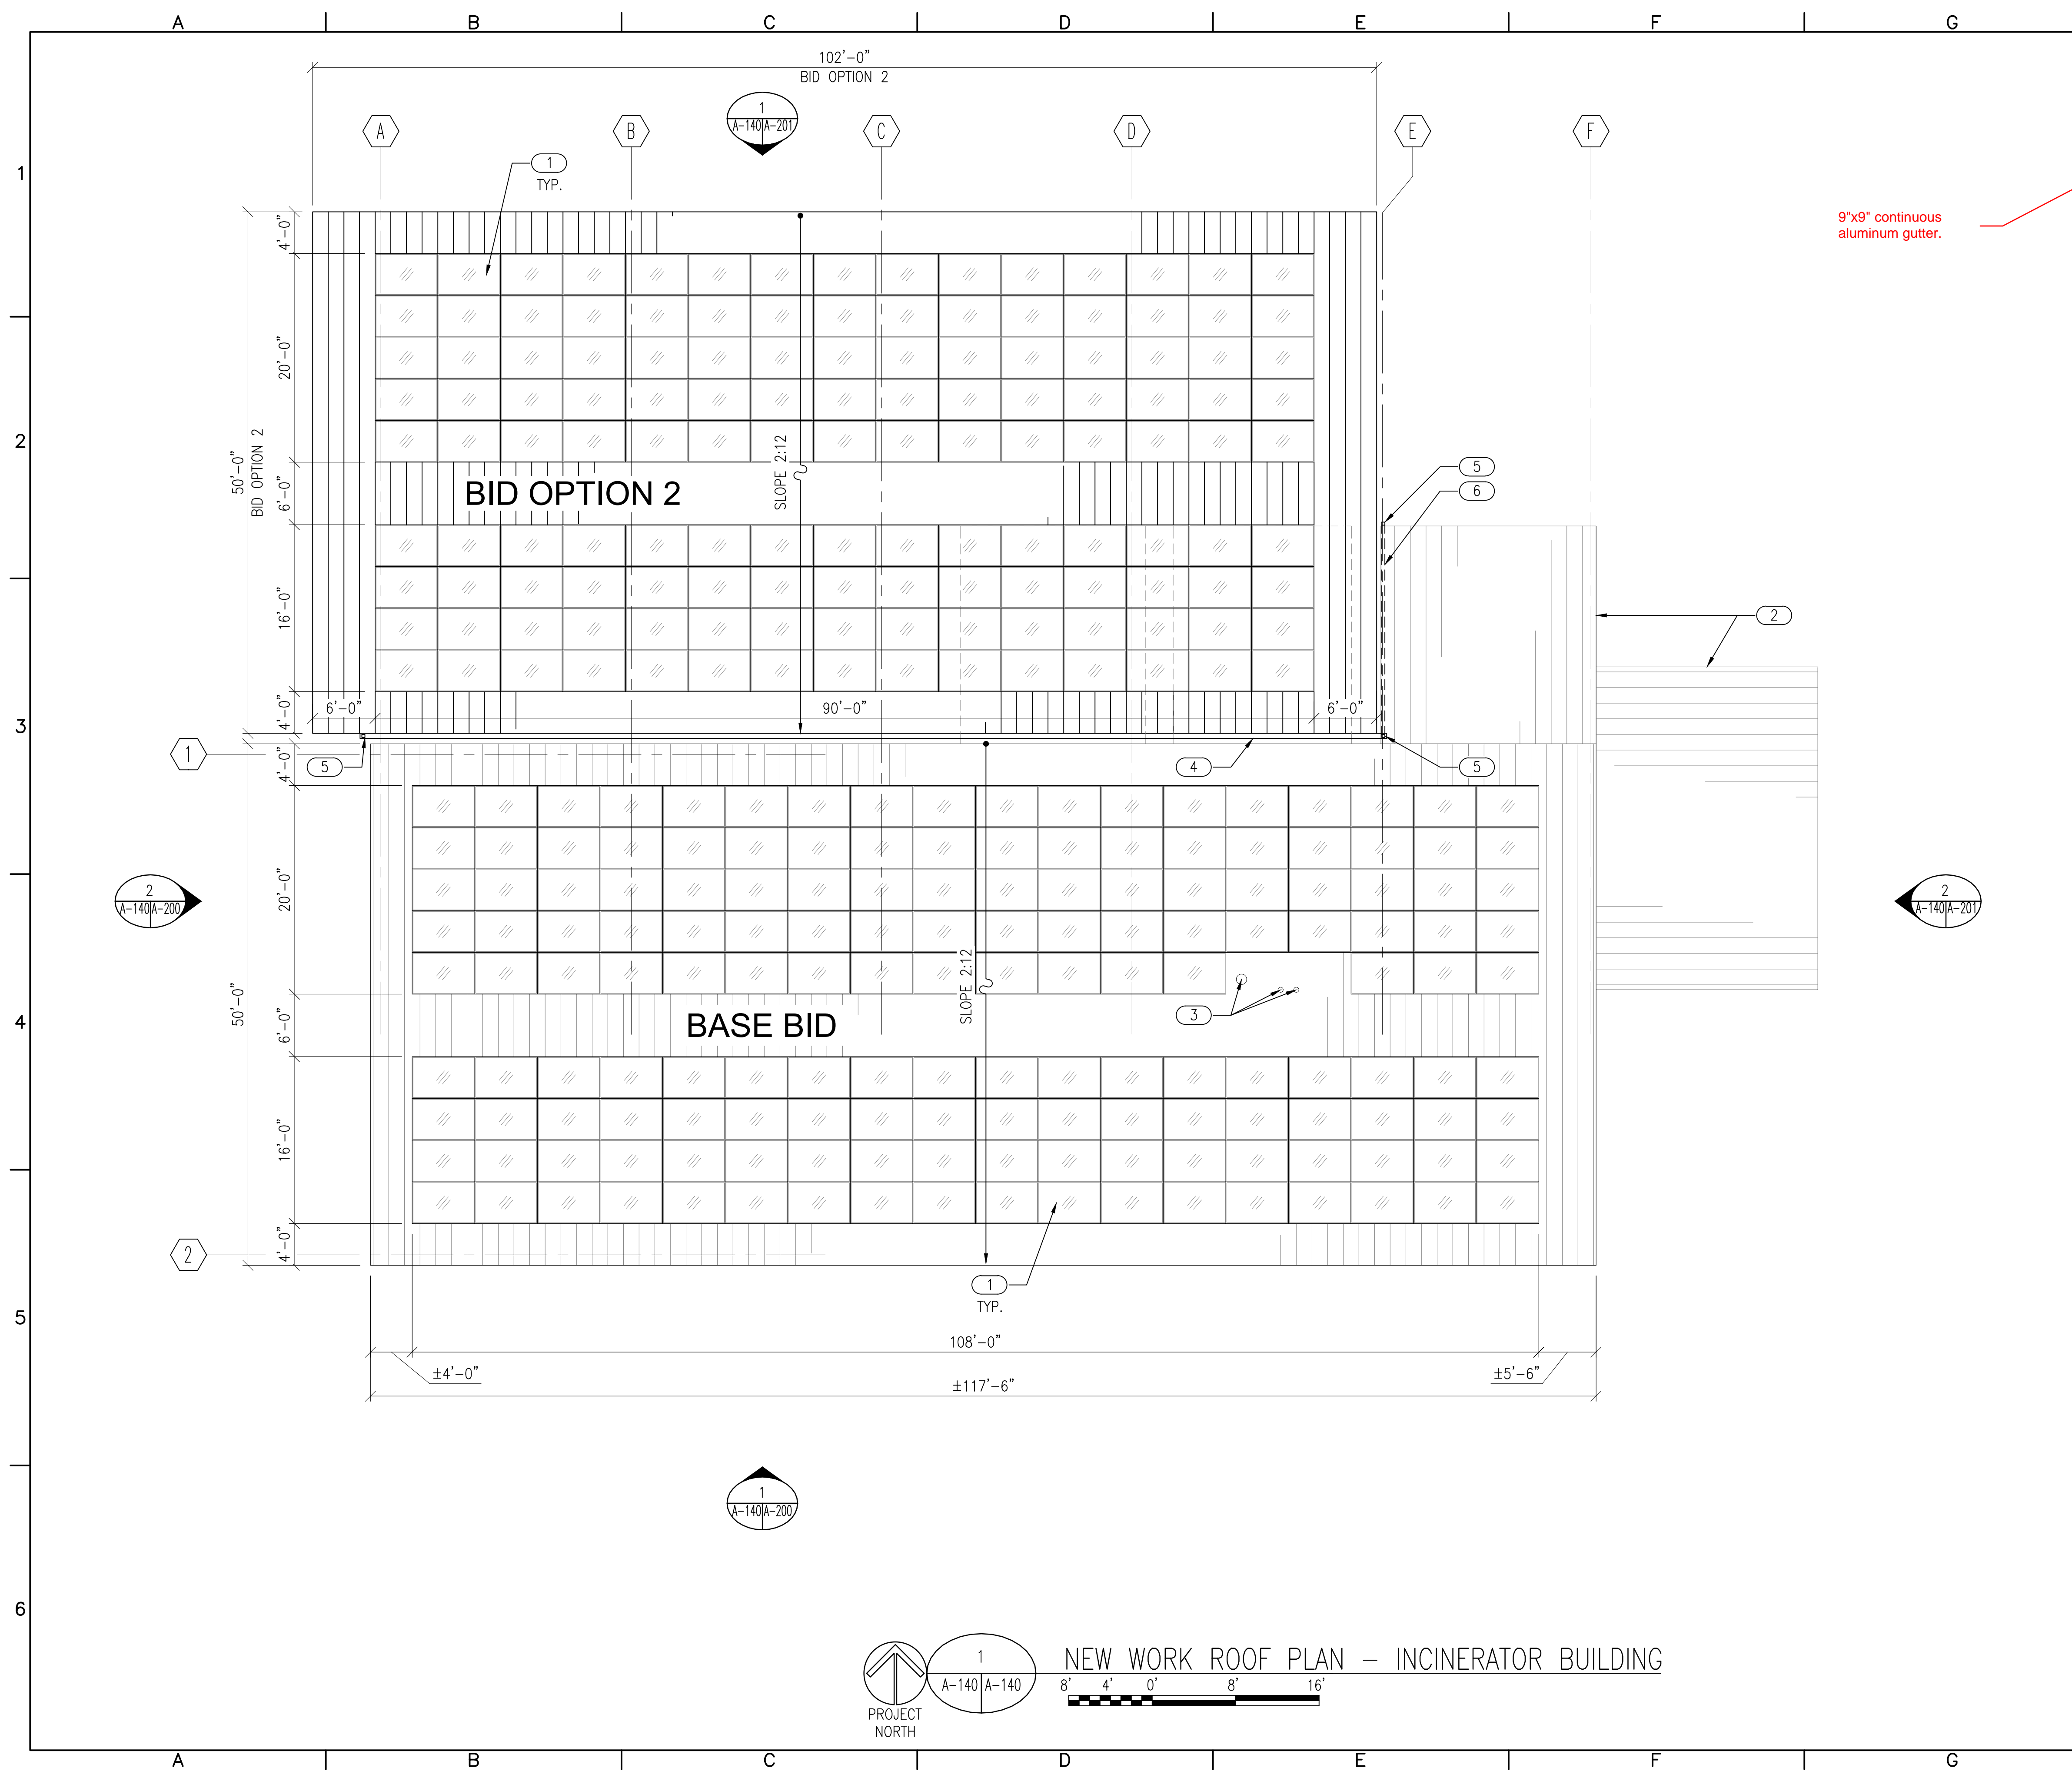 A B C D E F G
102'-0"
BID OPTION 2
1
A-140 A-201
A B C D E F
1
TYP.
1
9"x9" continuous
aluminum gutter.
4'-0"
20'-0"
2
50'-0"
BID OPTION 2
SLOPE 2:12
5
6'-0"
BID OPTION 2
6
16'-0"
2
4'-0"
6'-0" 90'-0" 6'-0"
3
1
5
4
5
4'-0"
20'-0"
2
A-140 A-200
2
A-140 A-201
50'-0"
SLOPE 2:12
3
6'-0"
BASE BID
4
16'-0"
2
4'-0"
1
TYP.
5
108'-0"
±4'-0"
±5'-6"
±117'-6"
1
A-140 A-200
6
1
A-140 A-140
NEW WORK ROOF PLAN - INCINERATOR BUILDING
8' 4' 0' 8' 16'
PROJECT
NORTH
A B C D E F G